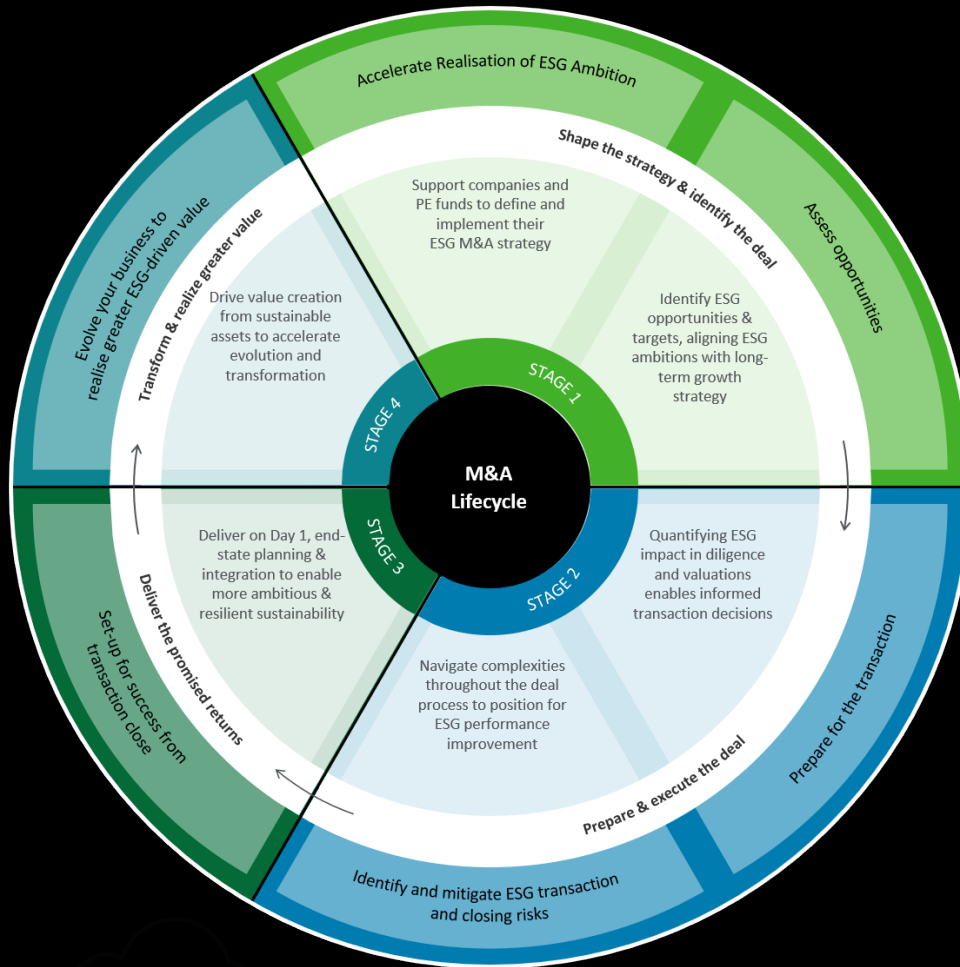 Accelerate Realisation of ESG Ambition
Shape the strategy & identify the deal
Support companies and
PE funds to define and
implement their
ESG M&A strategy
Assess opportunities
Identify ESG
opportunities &
targets, aligning ESG
ambitions with long-
term growth
strategy
STAGE 1
M&A
Lifecycle
Prepare for the transaction
Quantifying ESG
impact in diligence
and valuations
enables informed
transaction decisions
STAGE 2
Prepare & execute the deal
Navigate complexities
throughout the deal
process to position for
ESG performance
improvement
Identify and mitigate ESG transaction
and closing risks
Set-up for success from
transaction close
Deliver the promised returns
Deliver on Day 1, end-
state planning &
integration to enable
more ambitious &
resilient sustainability
STAGE 3
Evolve your business to
realise greater ESG-driven value
Transform & realize greater value
Drive value creation
from sustainable
assets to accelerate
evolution and
transformation
STAGE 4